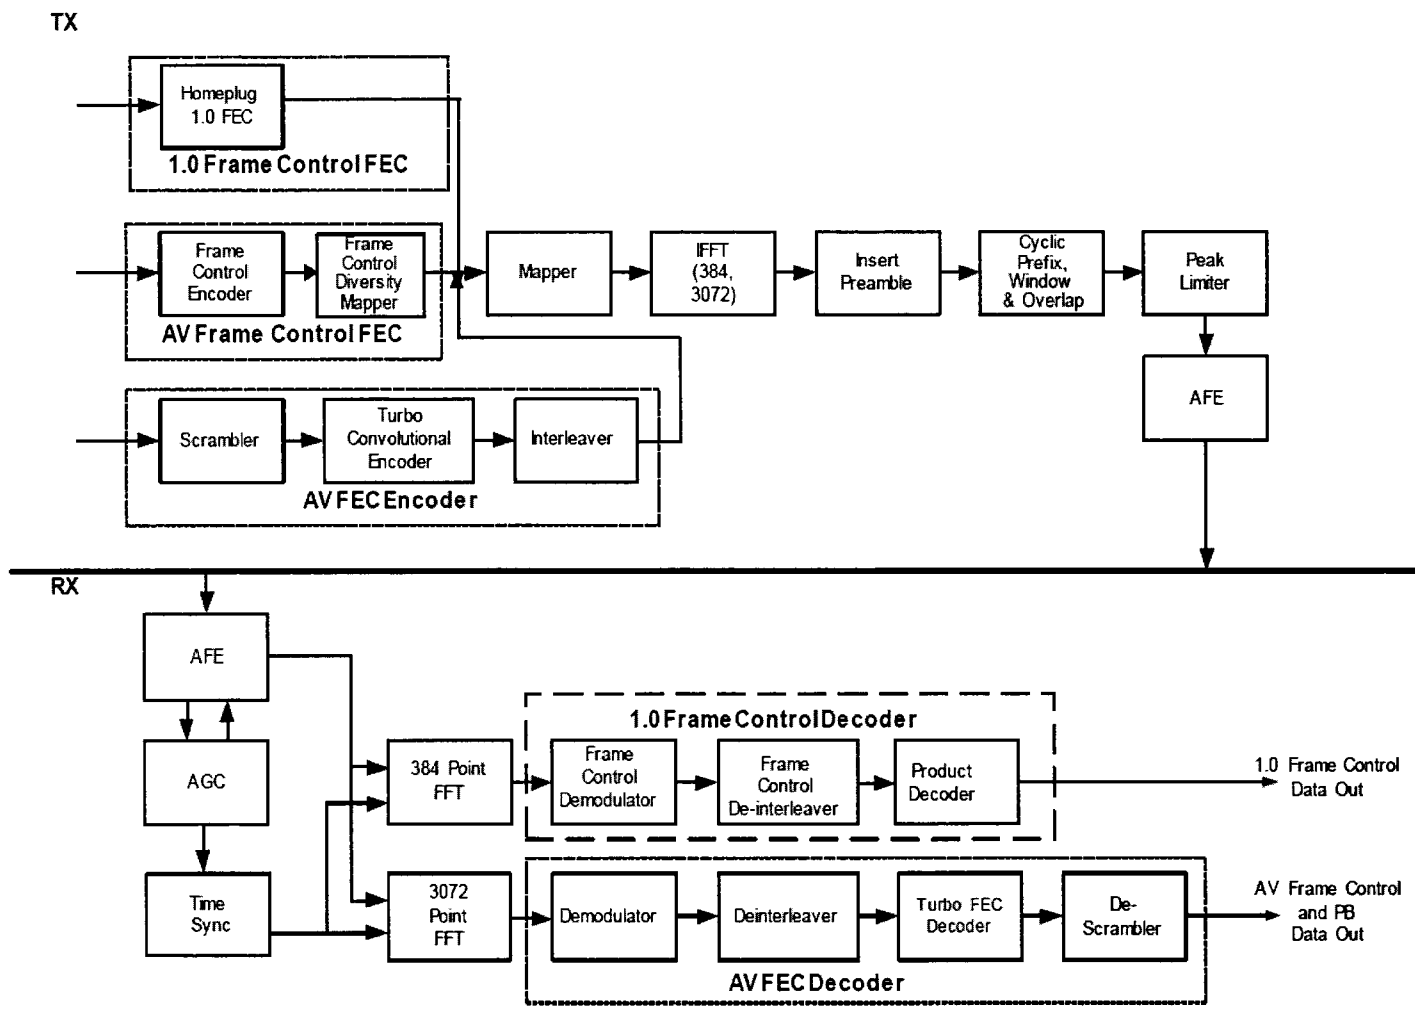 TX
Homeplug
1.0 FEC
1.0 Frame Control FEC
Frame
Control
Encoder
Frame
Control
Diversity
Mapper
AV Frame Control FEC
Mapper
IFFT
(384,
3072)
Insert
Preamble
Cyclic
Prefix,
Window
& Overlap
Peak
Limiter
AFE
Scrambler
Turbo
Convolutional
Encoder
Interleaver
AV FEC Encoder
RX
AFE
AGC
Time
Sync
384 Point
FFT
3072
Point
FFT
1.0 Frame Control Decoder
Frame
Control
Demodulator
Frame
Control
De-interleaver
Product
Decoder
1.0 Frame Control
Data Out
Demodulator
Deinterleaver
Turbo FEC
Decoder
De-
Scrambler
AV FEC Decoder
AV Frame Control
and PB
Data Out